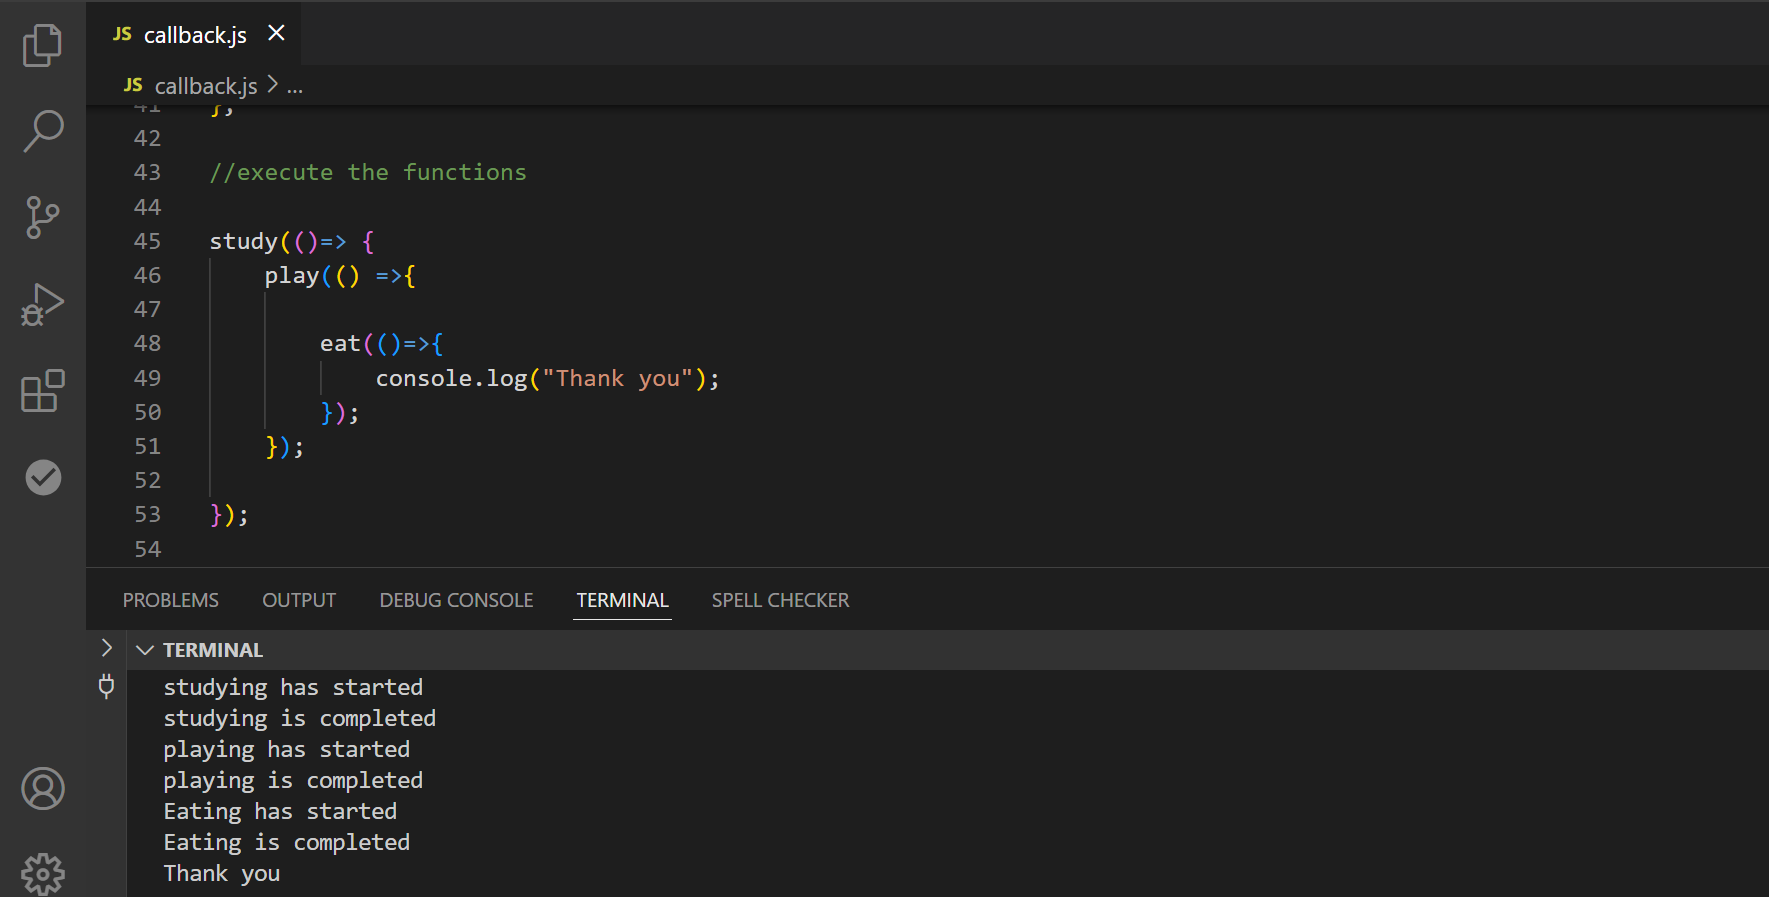 JS callback.js
JS callback.js > ...
41 };
42
43 //execute the functions
44
45 study(()=> {
46 play(() =>{
47
48 eat(()=>{
49 console.log("Thank you");
50 });
51 });
52
53 });
54
PROBLEMS OUTPUT DEBUG CONSOLE TERMINAL SPELL CHECKER
TERMINAL
studying has started
studying is completed
playing has started
playing is completed
Eating has started
Eating is completed
Thank you